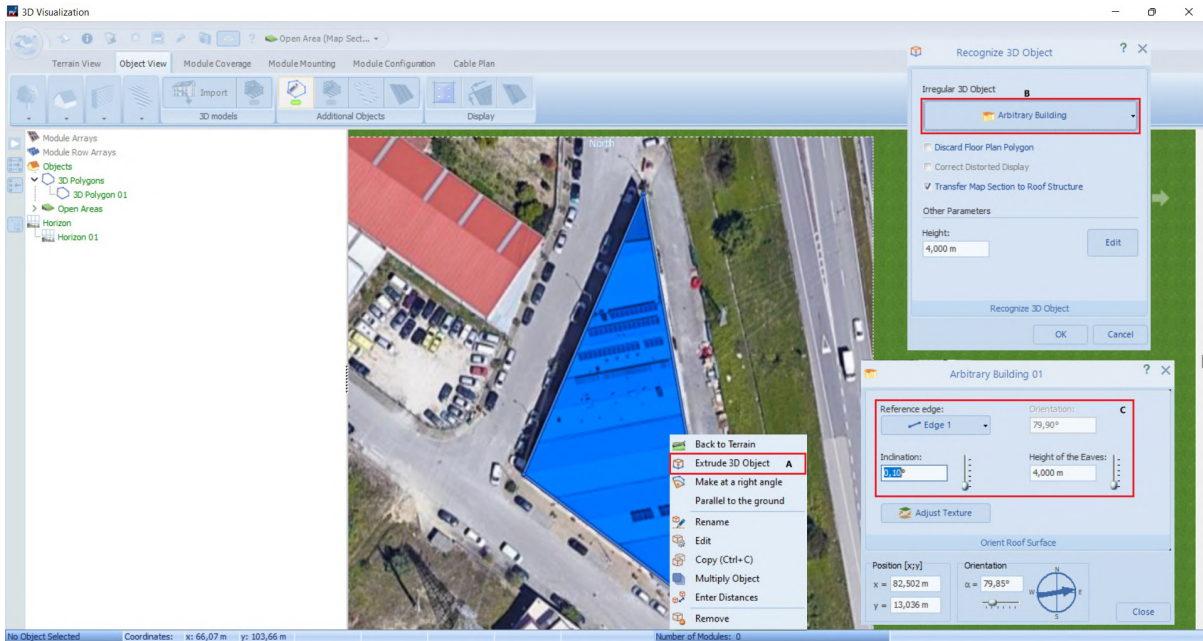 3D Visualization
Open Area (Map Sect...
Terrain View Object View Module Coverage Module Mounting Module Configuration Cable Plan
Import
3D models Additional Objects Display
Module Arrays
Module Row Arrays
Objects
3D Polygons
3D Polygon 01
Open Areas
Horizon
Horizon 01
North
Back to Terrain
Extrude 3D Object A
Make at a right angle
Parallel to the ground
Rename
Edit
Copy (Ctrl+C)
Multiply Object
Enter Distances
Remove
Recognize 3D Object ?
Irregular 3D Object
B
Arbitrary Building
Discard Floor Plan Polygon
Correct Distorted Display
Transfer Map Section to Roof Structure
Other Parameters
Height:
4,000 m
Edit
Recognize 3D Object
OK Cancel
Arbitrary Building 01 ?
Reference edge: Orientation: C
Edge 1 79,90°
Inclination: Height of the Eaves:
0,10° 4,000 m
Adjust Texture
Orient Roof Surface
Position [x;y] Orientation
x = 82,502 m α = 79,85°
y = 13,036 m
N
W E
S
Close
No Object Selected Coordinates: x: 66,07 m y: 103,66 m Number of Modules: 0